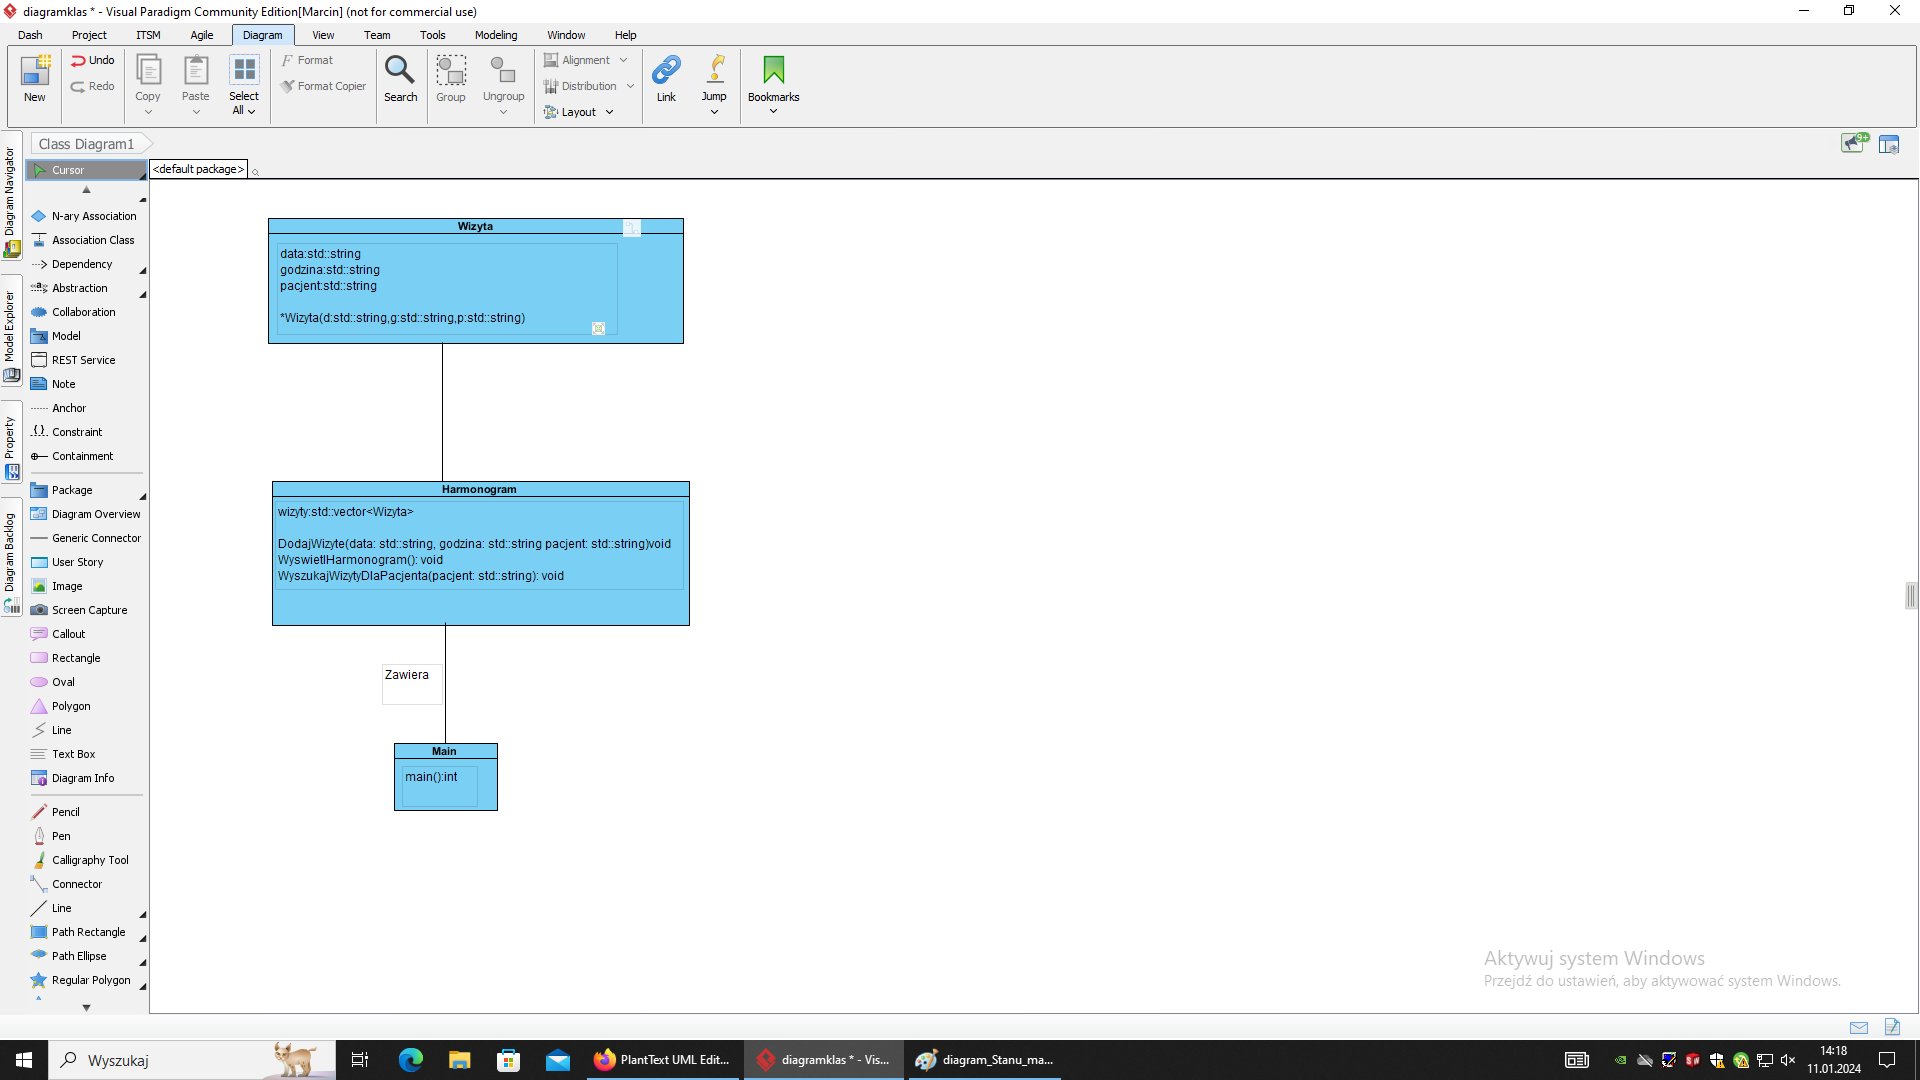 diagramklas * - Visual Paradigm Community Edition[Marcin] (not for commercial use)
Dash Project ITSM Agile Diagram View Team Tools Modeling Window Help
New
Undo
Redo
Copy
Paste
Select All
Format
Format Copier
Search
Group
Ungroup
Alignment
Distribution
Layout
Link
Jump
Bookmarks
Diagram Navigator
Model Explorer
Property
Diagram Backlog
Class Diagram1
9+
Cursor
<default package>
N-ary Association
Association Class
Dependency
Abstraction
Collaboration
Model
REST Service
Note
Anchor
Constraint
Containment
Package
Diagram Overview
Generic Connector
User Story
Image
Screen Capture
Callout
Rectangle
Oval
Polygon
Line
Text Box
Diagram Info
Pencil
Pen
Calligraphy Tool
Connector
Line
Path Rectangle
Path Ellipse
Regular Polygon
Wizyta
data:std::string
godzina:std::string
pacjent:std::string
*Wizyta(d:std::string,g:std::string,p:std::string)
Harmonogram
wizyty:std::vector<Wizyta>
DodajWizyte(data: std::string, godzina: std::string pacjent: std::string)void
WyswietlHarmonogram(): void
WyszukajWizytyDlaPacjenta(pacjent: std::string): void
Zawiera
Main
main():int
Aktywuj system Windows
Przejdź do ustawień, aby aktywować system Windows.
Wyszukaj
PlantText UML Edit...
diagramklas * - Vis...
diagram_Stanu_ma...
14:18
11.01.2024